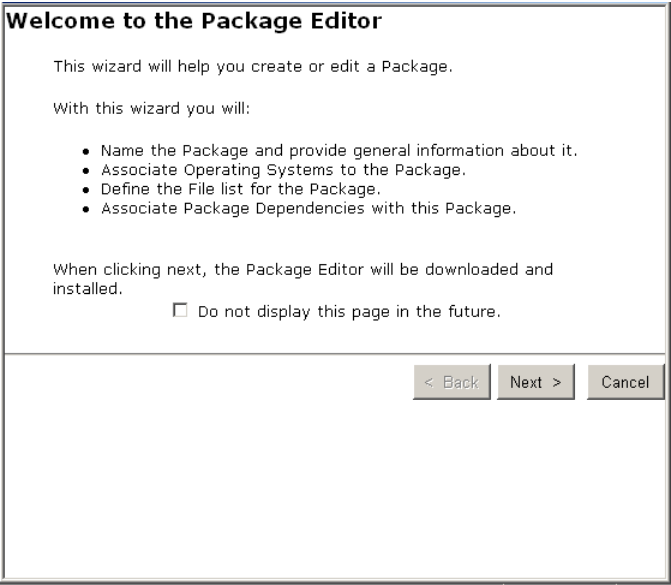 Welcome to the Package Editor
This wizard will help you create or edit a Package.
With this wizard you will:
• Name the Package and provide general information about it.
• Associate Operating Systems to the Package.
• Define the File list for the Package.
• Associate Package Dependencies with this Package.
When clicking next, the Package Editor will be downloaded and
installed.
Do not display this page in the future.
< Back Next > Cancel